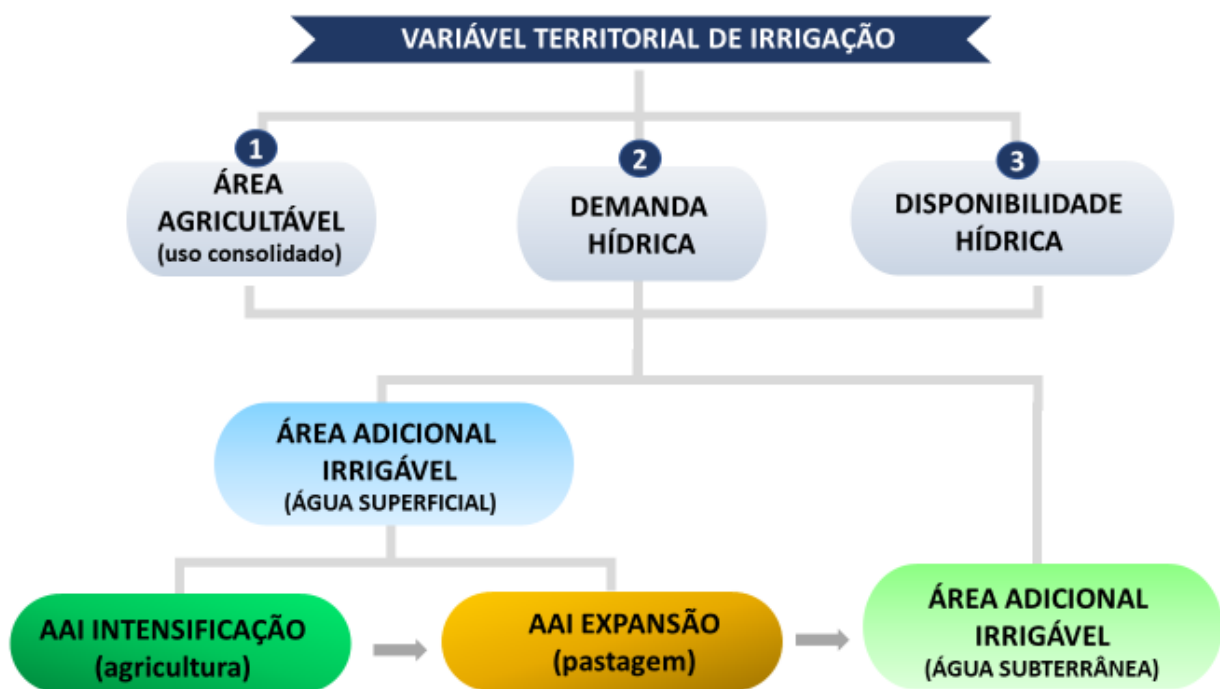 VARIÁVEL TERRITORIAL DE IRRIGAÇÃO
1
ÁREA
AGRICULTÁVEL
(uso consolidado)
2
DEMANDA
HÍDRICA
3
DISPONIBILIDADE
HÍDRICA
ÁREA ADICIONAL
IRRIGÁVEL
(ÁGUA SUPERFICIAL)
AAI INTENSIFICAÇÃO
(agricultura)
AAI EXPANSÃO
(pastagem)
ÁREA ADICIONAL
IRRIGÁVEL
(ÁGUA SUBTERRÂNEA)